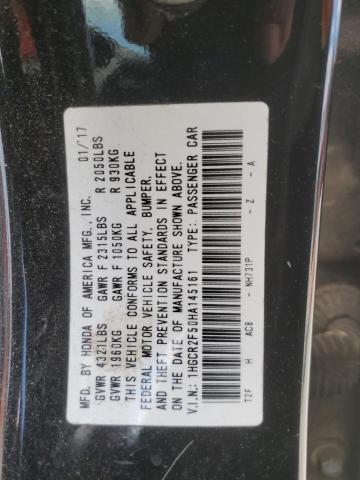 MFD. BY HONDA OF AMERICA MFG., INC. 01/17
GVWR 4321LBS GAWR F 2315LBS R 2050LBS
GVWR 1960KG GAWR F 1050KG R 930KG
THIS VEHICLE CONFORMS TO ALL APPLICABLE
FEDERAL MOTOR VEHICLE SAFETY, BUMPER,
AND THEFT PREVENTION STANDARDS IN EFFECT
ON THE DATE OF MANUFACTURE SHOWN ABOVE.
V.I.N.: 1HGCR2F50HA145161 TYPE: PASSENGER CAR
T2F H ACB - NH731P - Z - A